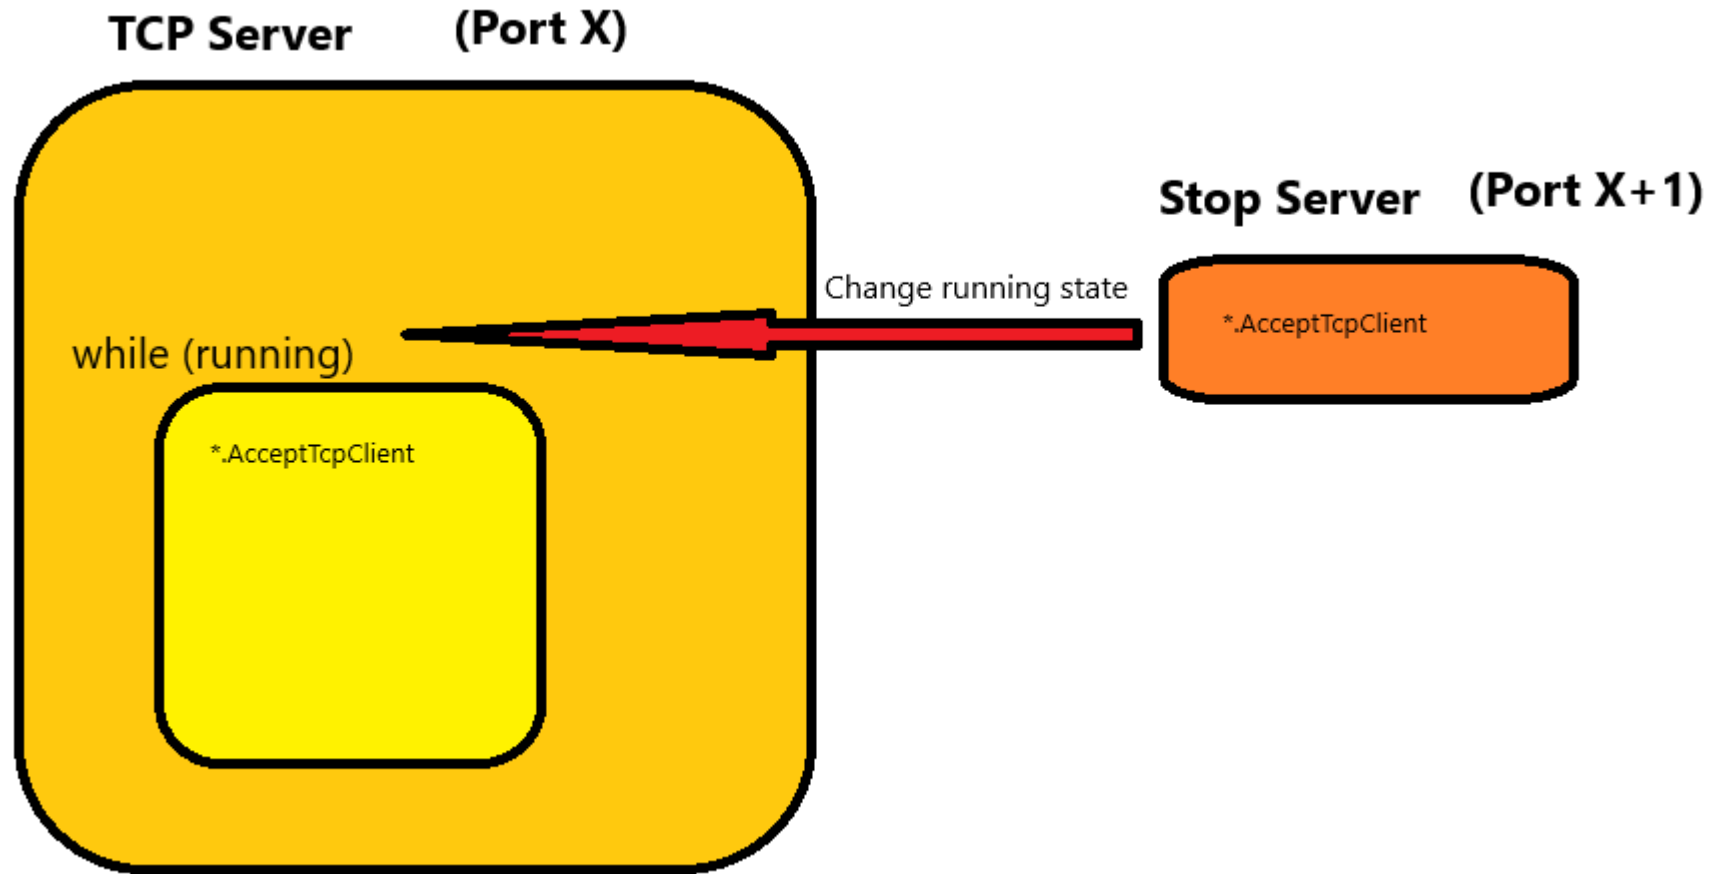 TCP Server (Port X)
Stop Server (Port X+1)
Change running state
*.AcceptTcpClient
while (running)
*.AcceptTcpClient